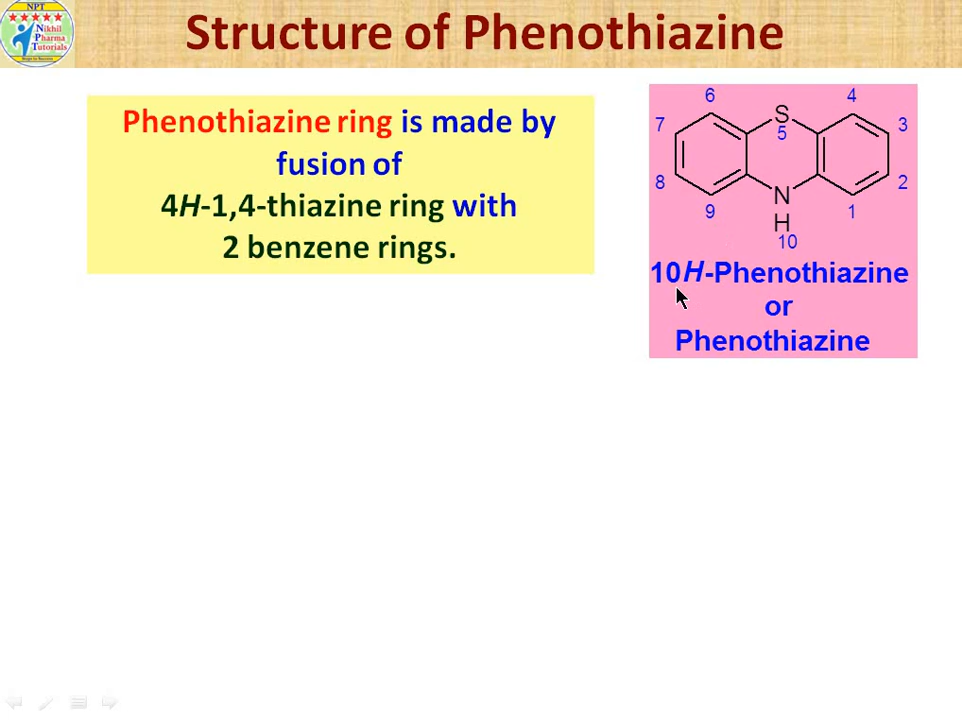 NPT
Nikhil
Pharma
Tutorials
Structure of Phenothiazine
Phenothiazine ring is made by
fusion of
4H-1,4-thiazine ring with
2 benzene rings.
6
4
7
S
3
5
8
N
2
9
H
1
10
10H-Phenothiazine
or
Phenothiazine